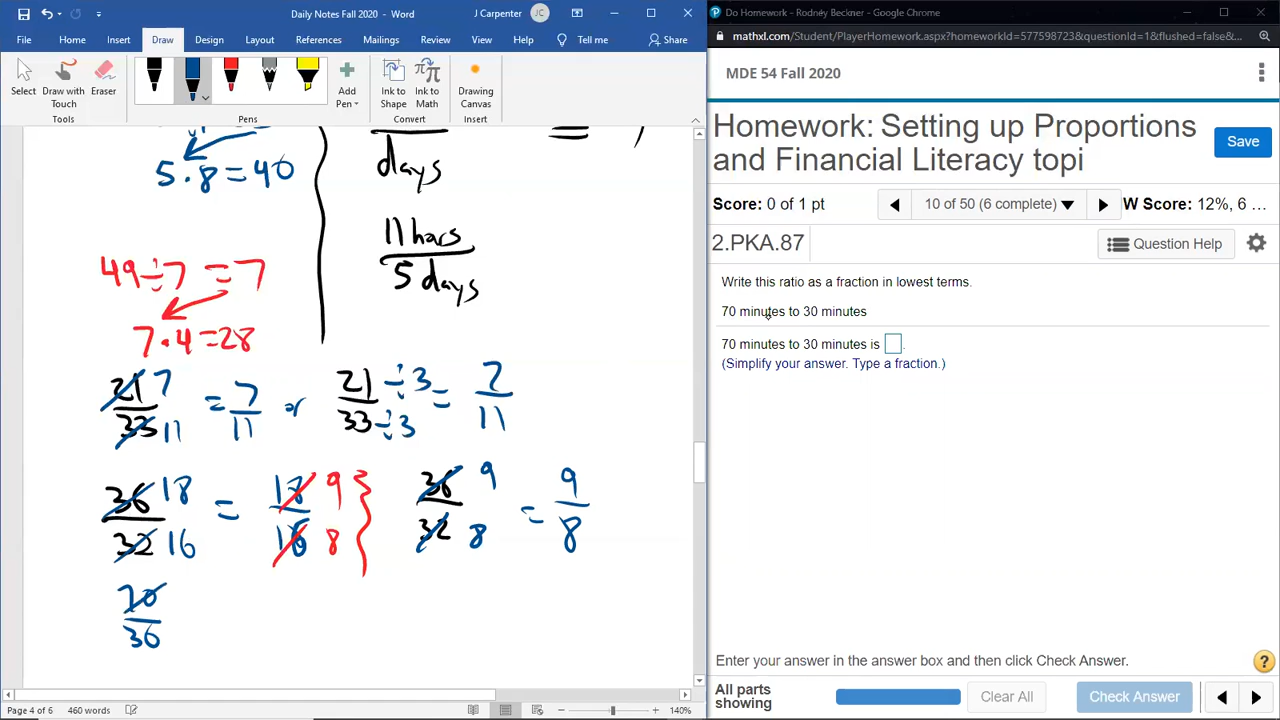 Daily Notes Fall 2020 - Word
J Carpenter
JC
File
Home
Insert
Draw
Design
Layout
References
Mailings
Review
View
Help
Tell me
Share
Select
Draw with
Touch
Eraser
Add
Pen
Ink to
Shape
Ink to
Math
Drawing
Canvas
Tools
Pens
Convert
Insert
days
5 · 8 = 40
11 hacs
5 days
49 ÷ 7 = 7
7 · 4 = 28
21 7
33 11
= 7/11 or
21 ÷3
33 ÷3
= 7/11
36 18
32 16
=
18 9
16 8
36 9
32 8
= 9/8
70
30
Page 4 of 6
460 words
140%
Do Homework - Rodney Beckner - Google Chrome
mathxl.com/Student/PlayerHomework.aspx?homeworkId=577598723&questionId=1&flushed=false&...
MDE 54 Fall 2020
Homework: Setting up Proportions
and Financial Literacy topi
Save
Score: 0 of 1 pt
10 of 50 (6 complete)
W Score: 12%, 6 ...
2.PKA.87
Question Help
Write this ratio as a fraction in lowest terms.
70 minutes to 30 minutes
70 minutes to 30 minutes is .
(Simplify your answer. Type a fraction.)
Enter your answer in the answer box and then click Check Answer.
?
All parts
showing
Clear All
Check Answer